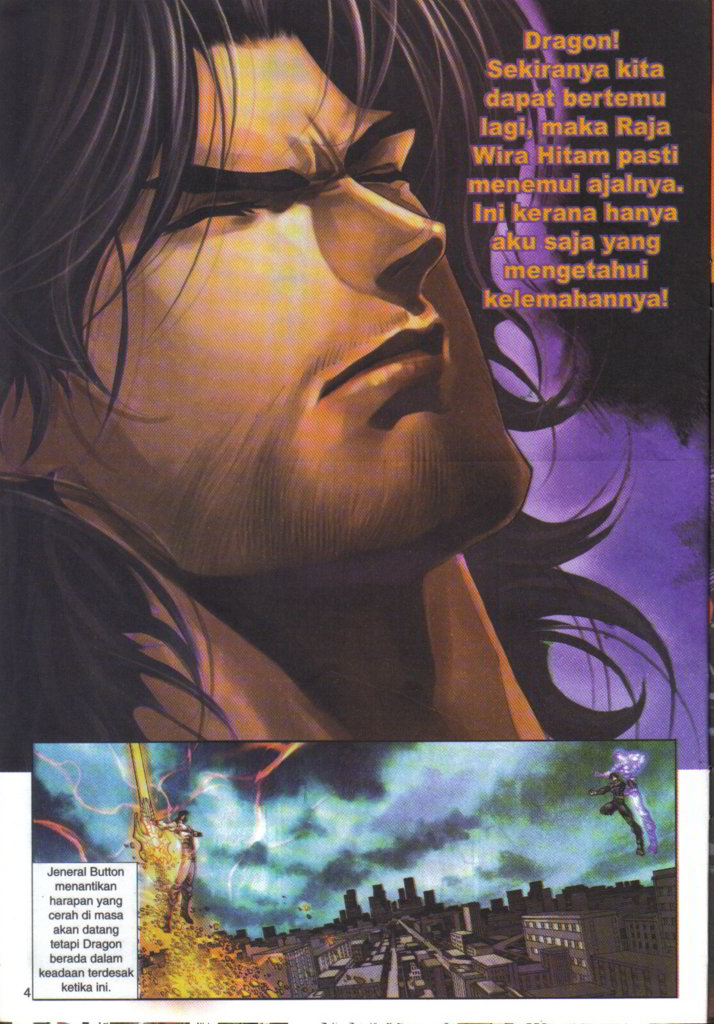 Dragon!
Sekiranya kita
dapat bertemu
lagi, maka Raja
Wira Hitam pasti
menemui ajalnya.
Ini kerana hanya
aku saja yang
mengetahui
kelemahannya!
Jeneral Button
menantikan
harapan yang
cerah di masa
akan datang
tetapi Dragon
berada dalam
keadaan terdesak
ketika ini.
4